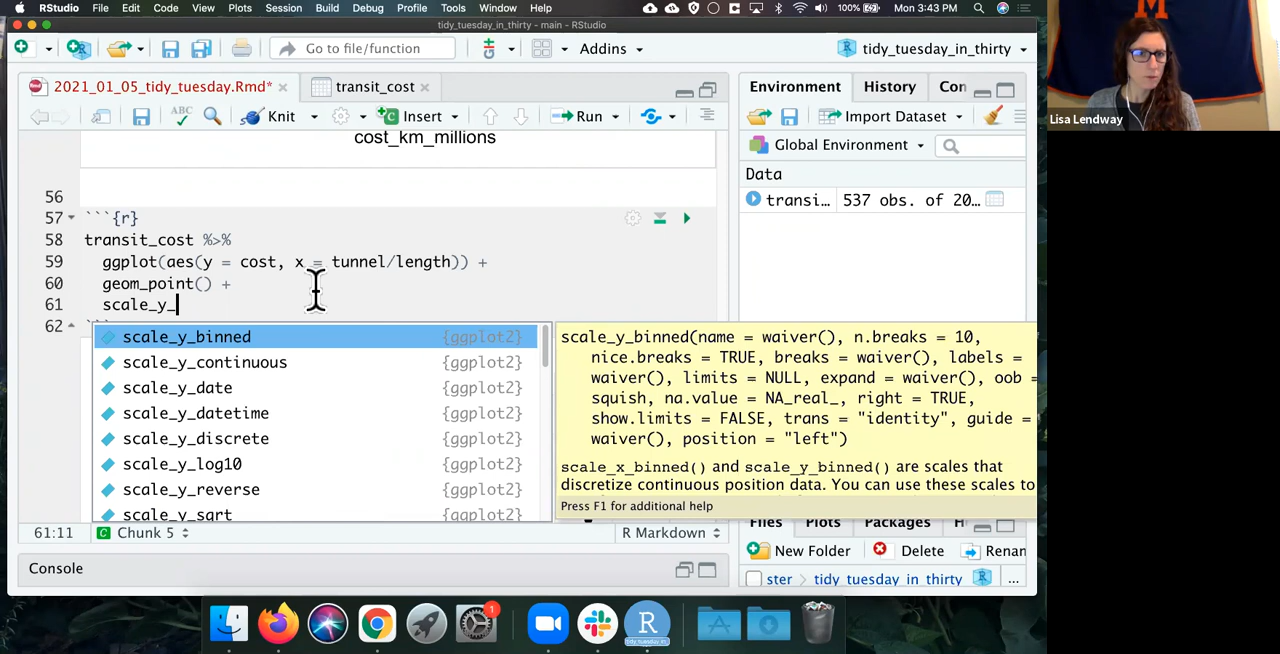 RStudio File Edit Code View Plots Session Build Debug Profile Tools Window Help 100% Mon 3:43 PM
tidy_tuesday_in_thirty - main - RStudio
Go to file/function Addins tidy_tuesday_in_thirty
2021_01_05_tidy_tuesday.Rmd* transit_cost
Environment History Con
ABC Knit Insert Run Import Dataset
cost_km_millions
Global Environment
Data
transi… 537 obs. of 20…
56
57 ```{r}
58 transit_cost %>%
59 ggplot(aes(y = cost, x = tunnel/length)) +
60 geom_point() +
61 scale_y_
62
scale_y_binned {ggplot2}
scale_y_continuous {ggplot2}
scale_y_date {ggplot2}
scale_y_datetime {ggplot2}
scale_y_discrete {ggplot2}
scale_y_log10 {ggplot2}
scale_y_reverse {ggplot2}
scale_y_sqrt {ggplot2}
scale_y_binned(name = waiver(), n.breaks = 10,
nice.breaks = TRUE, breaks = waiver(), labels =
waiver(), limits = NULL, expand = waiver(), oob =
squish, na.value = NA_real_, right = TRUE,
show.limits = FALSE, trans = "identity", guide =
waiver(), position = "left")
scale_x_binned() and scale_y_binned() are scales that
discretize continuous position data. You can use these scales to
Press F1 for additional help
61:11 Chunk 5 R Markdown
Files Plots Packages
New Folder Delete Renan
ster tidy_tuesday_in_thirty ...
Console
1
R
M
Lisa Lendway